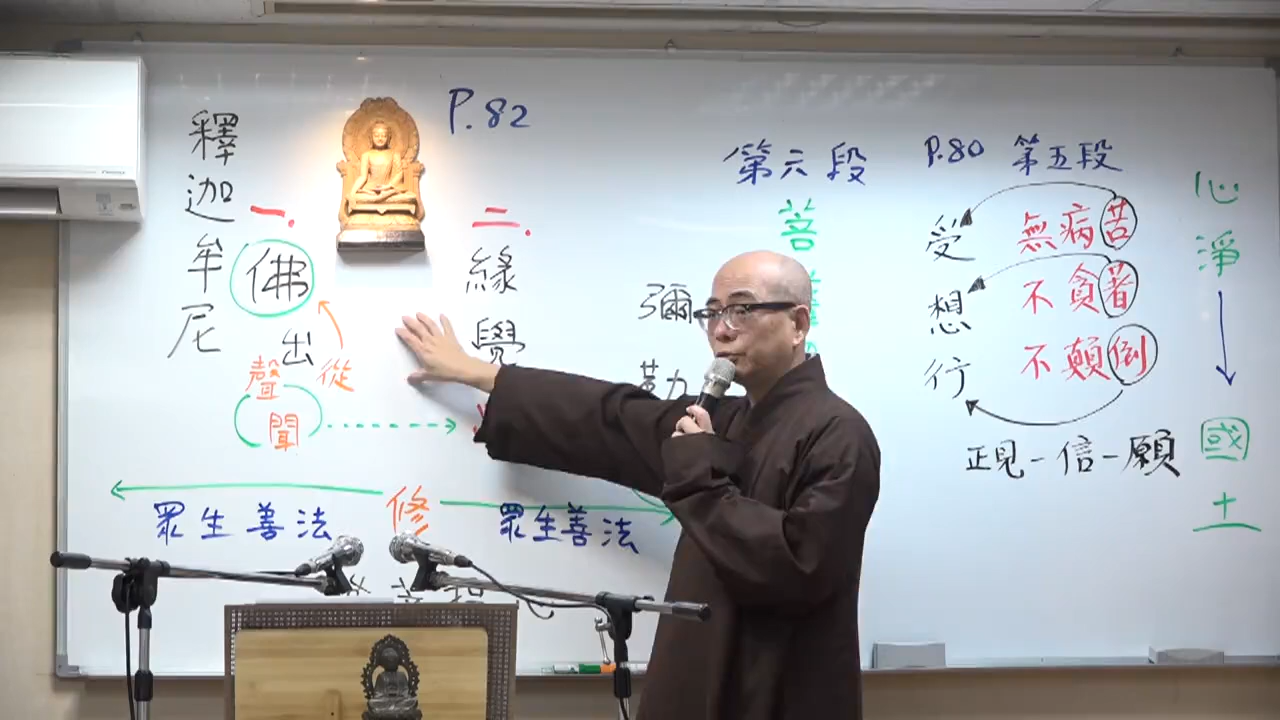 釋迦牟尼
P.82
一.
佛
出
從
聲聞
二.
緣覺
彌勒
第六段
菩
P.80 第五段
受 無病苦
想 不貪著
行 不顛倒
正見-信-願
心淨
國土
眾生善法 修 眾生善法